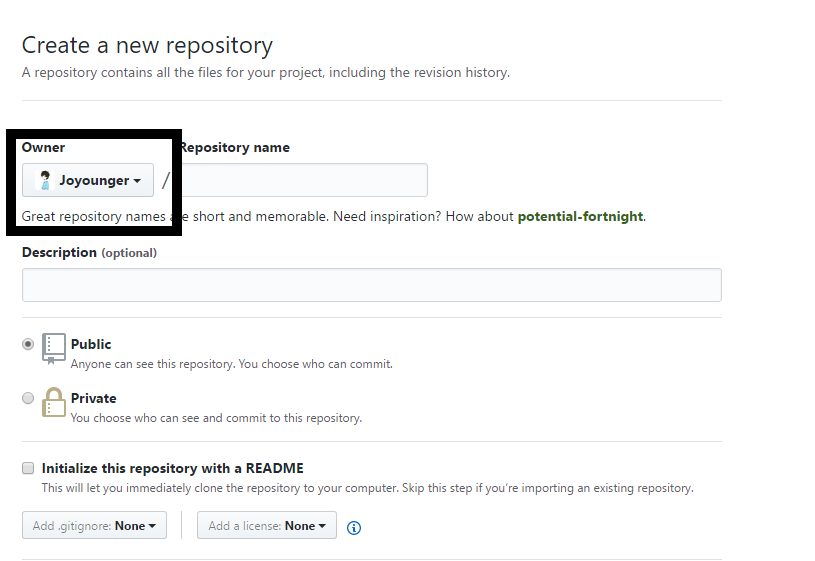 Create a new repository
A repository contains all the files for your project, including the revision history.
Owner Repository name
Joyounger /
Great repository names a e short and memorable. Need inspiration? How about potential-fortnight.
Description (optional)
Public
Anyone can see this repository. You choose who can commit.
Private
You choose who can see and commit to this repository.
Initialize this repository with a README
This will let you immediately clone the repository to your computer. Skip this step if you’re importing an existing repository.
Add .gitignore: None Add a license: None